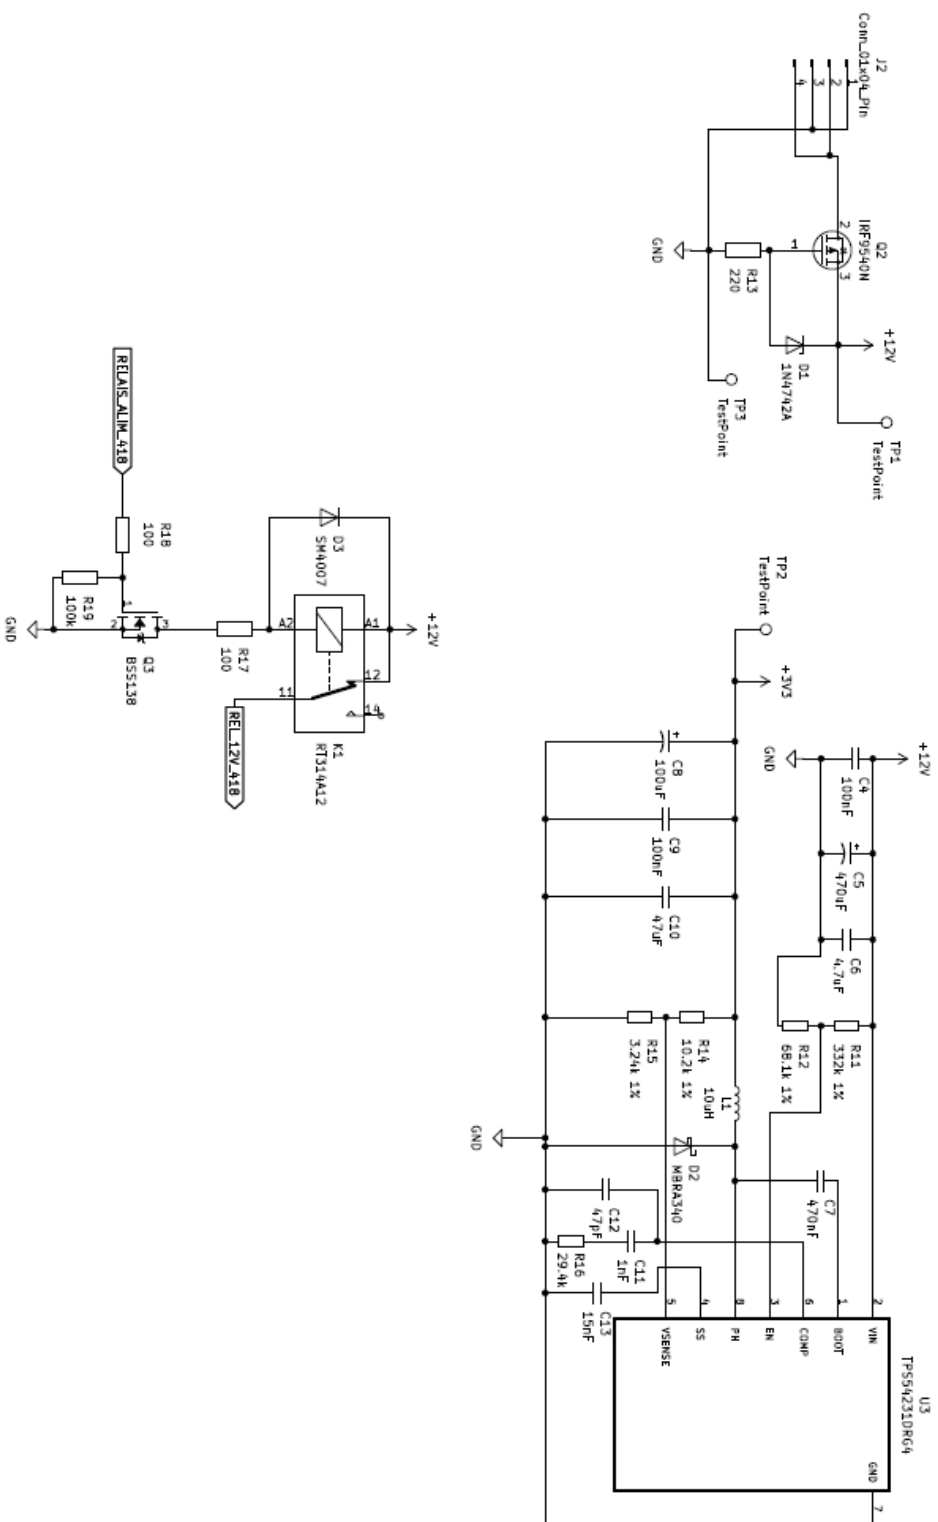 J2
Conn_01x04_Pin
1
2
3
4
Q2
IRF9540N
2
3
1
R13
220
GND
+12V
D1
1N4742A
TP1
TestPoint
TP3
TestPoint
RELAIS_ALIM_418
R18
100
R19
100k
GND
1
2
3
Q3
BSS138
R17
100
D3
SM4007
+12V
A2
A1
12
11
14
K1
RT314A12
REL_12V_418
TP2
TestPoint
+3V3
+12V
GND
C4
100nF
C5
470uF
C6
4.7uF
R11
332k 1%
R12
68.1k 1%
C8
100uF
C9
100nF
C10
47uF
R14
10.2k 1%
R15
3.24k 1%
L1
10uH
D2
MBRA340
GND
C7
470nF
C12
47pF
C11
1nF
R16
29.4k
C13
15nF
2
VIN
1
BOOT
6
COMP
3
EN
8
PH
4
SS
5
VSENSE
GND
7
U3
TPS54231DRG4